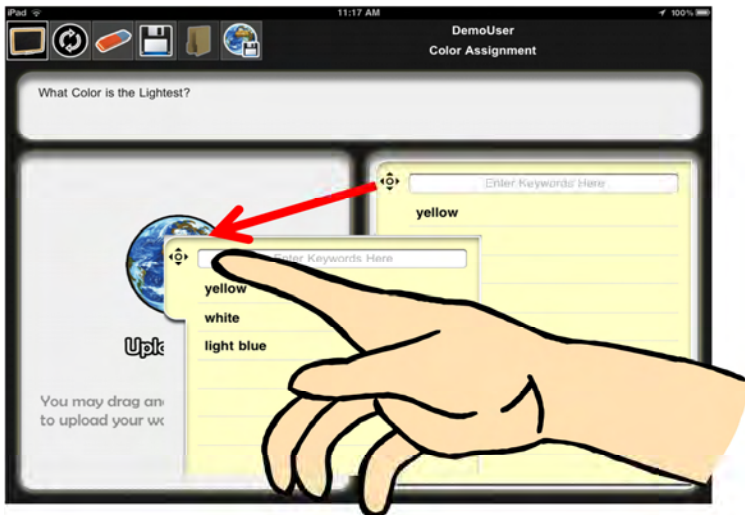 iPad
11:17 AM
100%
DemoUser
Color Assignment
What Color is the Lightest?
Enter Keywords Here
yellow
Enter Keywords Here
yellow
white
light blue
You may drag
to upload your